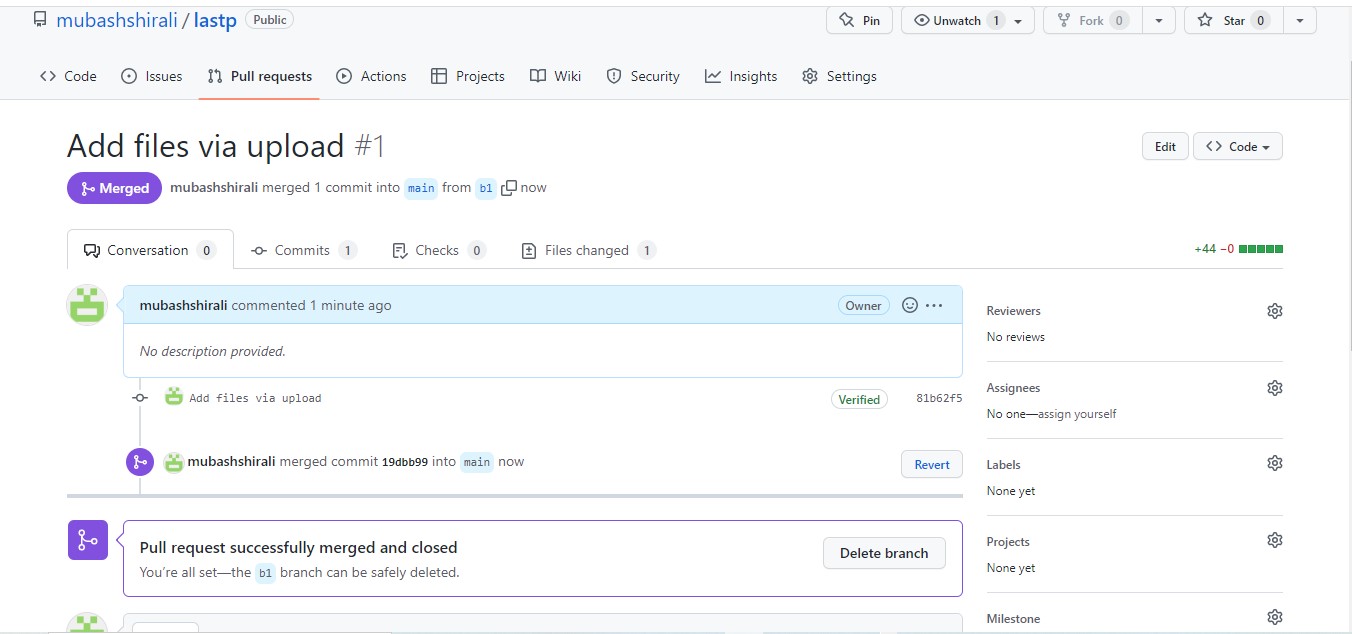 mubashshirali / lastp Public
Pin Unwatch 1 Fork 0 Star 0
Code Issues Pull requests Actions Projects Wiki Security Insights Settings
Add files via upload #1
Edit Code
Merged mubashshirali merged 1 commit into main from b1 now
Conversation 0 Commits 1 Checks 0 Files changed 1
+44 −0
mubashshirali commented 1 minute ago
Owner
No description provided.
Add files via upload
Verified 81b62f5
mubashshirali merged commit 19dbb99 into main now
Revert
Pull request successfully merged and closed
You're all set—the b1 branch can be safely deleted.
Delete branch
Reviewers
No reviews
Assignees
No one—assign yourself
Labels
None yet
Projects
None yet
Milestone